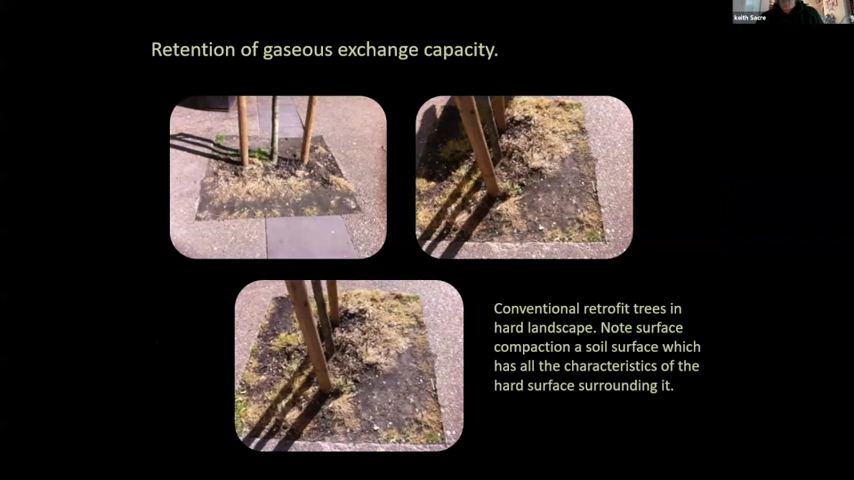 keith Sacre
Retention of gaseous exchange capacity.
Conventional retrofit trees in
hard landscape. Note surface
compaction a soil surface which
has all the characteristics of the
hard surface surrounding it.